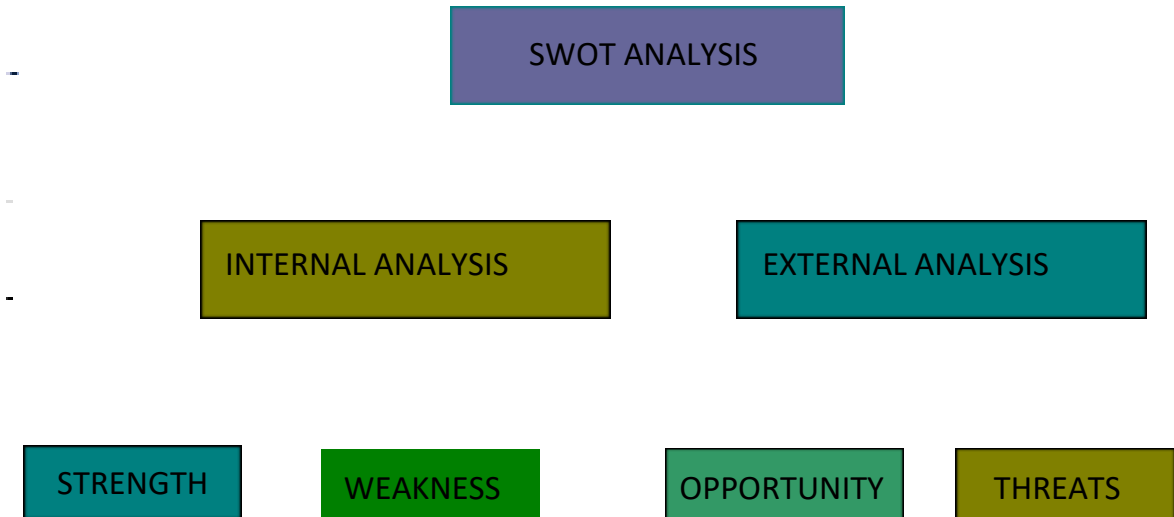 SWOT ANALYSIS
INTERNAL ANALYSIS
EXTERNAL ANALYSIS
STRENGTH
WEAKNESS
OPPORTUNITY
THREATS